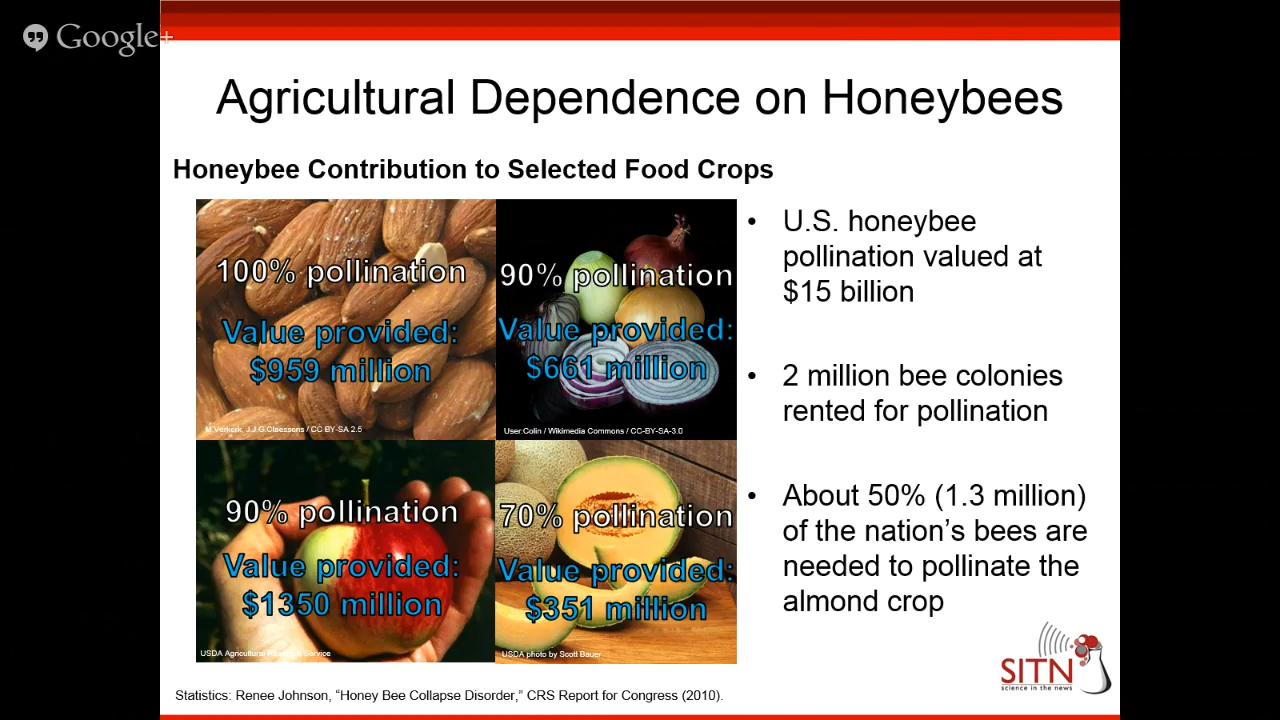 Google+
Agricultural Dependence on Honeybees
Honeybee Contribution to Selected Food Crops
100% pollination
Value provided:
$959 million
M.Verkerk, J.J.G.Claessens / CC BY-SA 2.5
90% pollination
Value provided:
$661 million
User:Colin / Wikimedia Commons / CC-BY-SA-3.0
90% pollination
Value provided:
$1350 million
USDA Agricultural Research Service
70% pollination
Value provided:
$351 million
USDA photo by Scott Bauer
• U.S. honeybee
pollination valued at
$15 billion
• 2 million bee colonies
rented for pollination
• About 50% (1.3 million)
of the nation’s bees are
needed to pollinate the
almond crop
SITN
science in the news
Statistics: Renee Johnson, “Honey Bee Collapse Disorder,” CRS Report for Congress (2010).